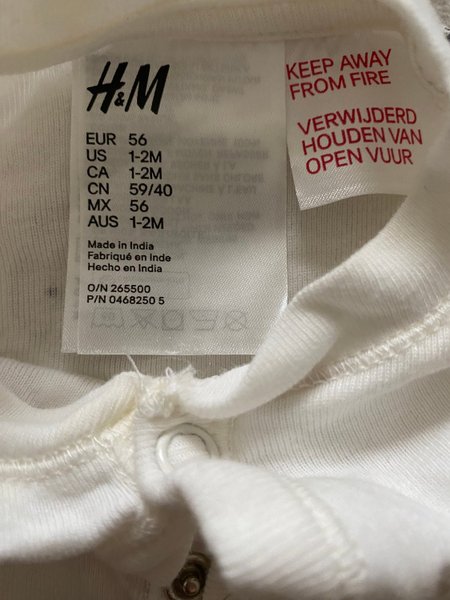 H&M
EUR 56
US 1-2M
CA 1-2M
CN 59/40
MX 56
AUS 1-2M
Made in India
Fabriqué en Inde
Hecho en India
O/N 265500
P/N 0468250 5
KEEP AWAY
FROM FIRE
VERWIJDERD
HOUDEN VAN
OPEN VUUR